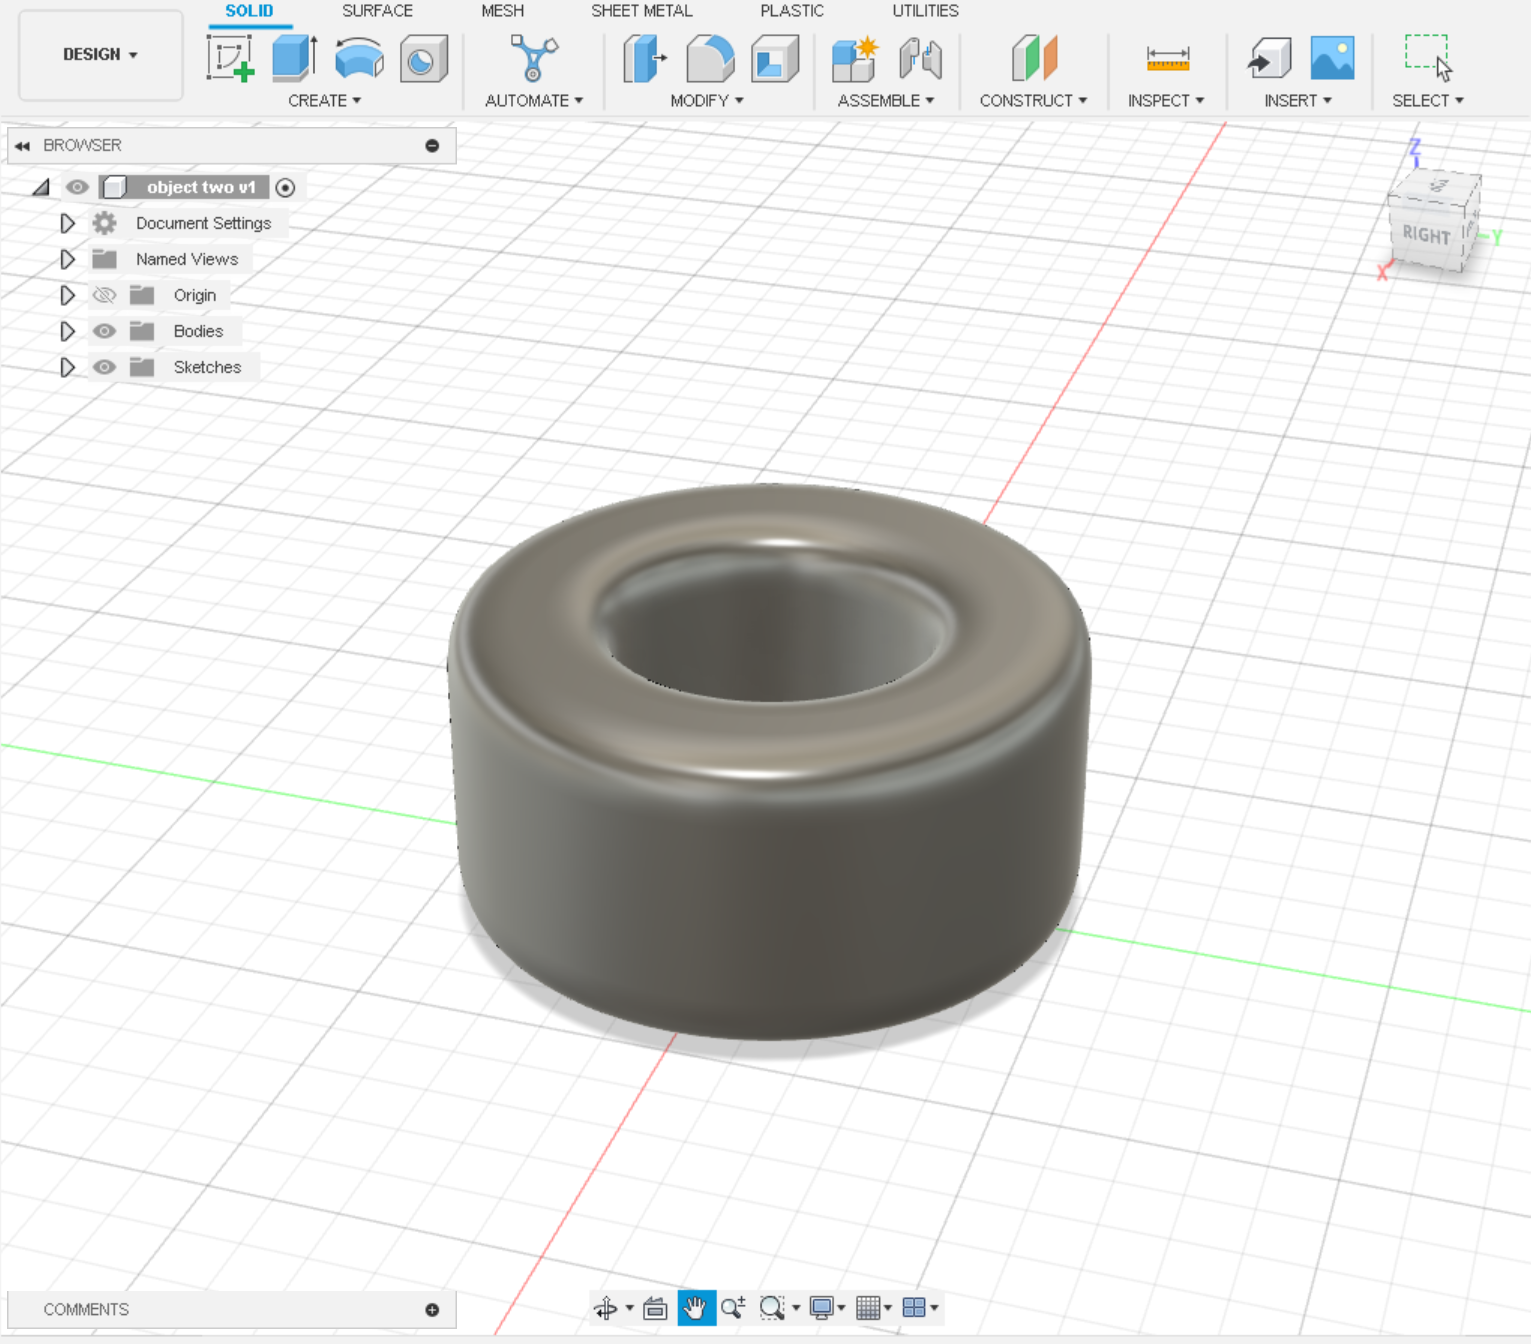 SOLID SURFACE MESH SHEET METAL PLASTIC UTILITIES
DESIGN
CREATE AUTOMATE MODIFY ASSEMBLE CONSTRUCT INSPECT INSERT SELECT
BROWSER
object two v1
Document Settings
Named Views
Origin
Bodies
Sketches
Z
RIGHT
Y
X
COMMENTS